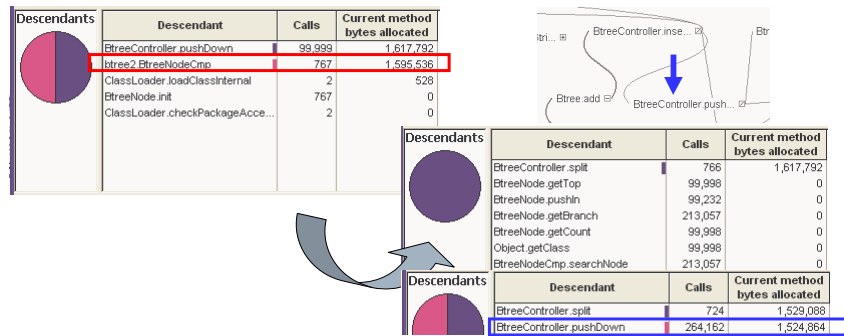 Descendants
Descendant Calls Current method bytes allocated
BtreeController.pushDown 99,999 1,617,792
btree2.BtreeNodeCmp 767 1,595,536
ClassLoader.loadClassInternal 2 528
BtreeNode.init 767 0
ClassLoader.checkPackageAcce... 2 0
tri...
BtreeController.inse...
Btr
Btree.add
BtreeController.push...
Descendants
Descendant Calls Current method bytes allocated
BtreeController.split 766 1,617,792
BtreeNode.getTop 99,998 0
BtreeNode.pushIn 99,232 0
BtreeNode.getBranch 213,057 0
BtreeNode.getCount 99,998 0
Object.getClass 99,998 0
BtreeNodeCmp.searchNode 213,057 0
Descendants
Descendant Calls Current method bytes allocated
BtreeController.split 724 1,529,088
BtreeController.pushDown 264,162 1,524,864